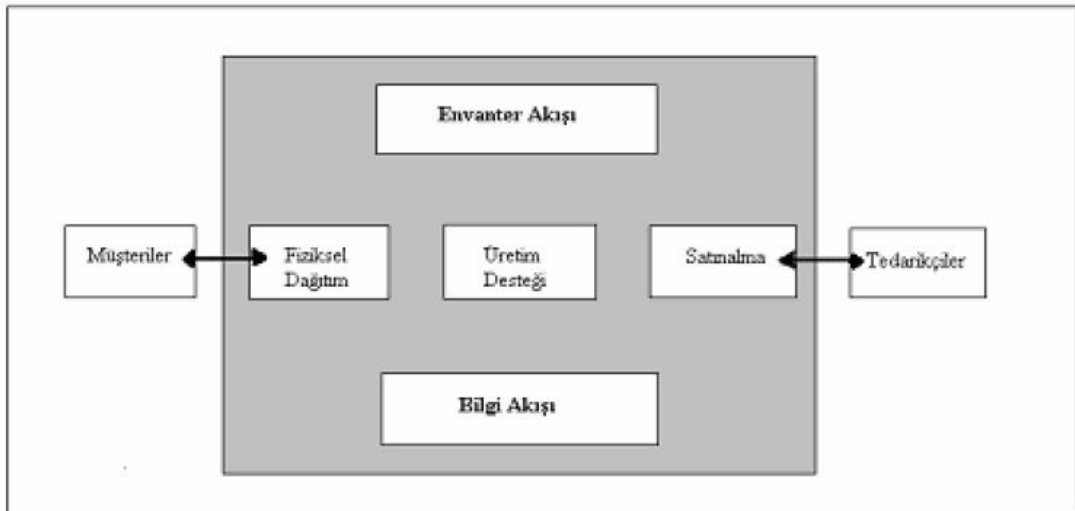 Envanter Akışı
Müşteriler
Fiziksel
Dağıtım
Üretim
Desteği
Satınalma
Tedarikçiler
Bilgi Akışı